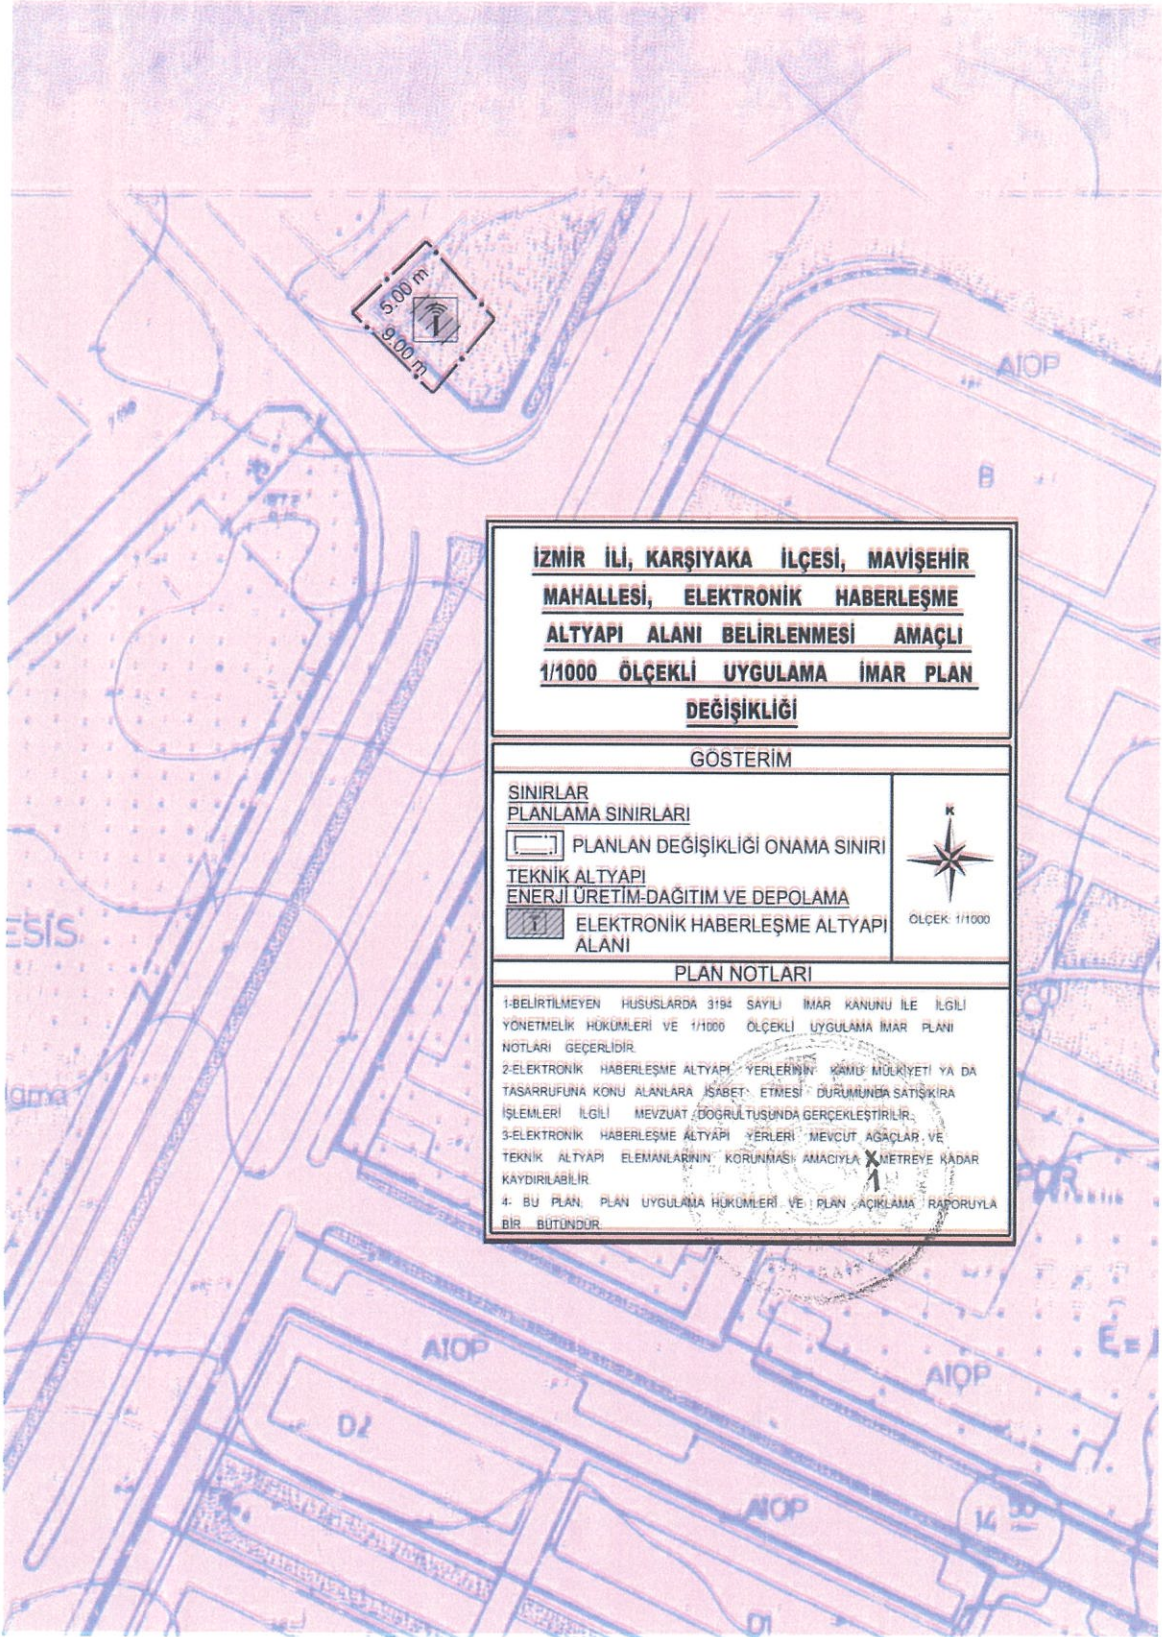 5.00 m
9.00 m
AIOP
B
İZMİR İLİ, KARŞIYAKA İLÇESİ, MAVİŞEHİR
MAHALLESİ, ELEKTRONİK HABERLEŞME
ALTYAPI ALANI BELİRLENMESİ AMAÇLI
1/1000 ÖLÇEKLİ UYGULAMA İMAR PLAN
DEĞİŞİKLİĞİ
GÖSTERİM
SINIRLAR
PLANLAMA SINIRLARI
PLANLAN DEĞİŞİKLİĞİ ONAMA SINIRI
TEKNİK ALTYAPI
ENERJİ ÜRETİM-DAĞITIM VE DEPOLAMA
ELEKTRONİK HABERLEŞME ALTYAPI
ALANI
K
ÖLÇEK: 1/1000
PLAN NOTLARI
1-BELİRTİLMEYEN HUSUSLARDA 3194 SAYILI İMAR KANUNU İLE İLGİLİ
YÖNETMELİK HÜKÜMLERİ VE 1/1000 ÖLÇEKLİ UYGULAMA İMAR PLANI
NOTLARI GEÇERLİDİR.
2-ELEKTRONİK HABERLEŞME ALTYAPI YERLERİNİN KAMU MÜLKİYETİ YA DA
TASARRUFUNA KONU ALANLARA İSABET ETMESİ DURUMUNDA SATIŞ/KİRA
İŞLEMLERİ İLGİLİ MEVZUAT DOĞRULTUSUNDA GERÇEKLEŞTİRİLİR.
3-ELEKTRONİK HABERLEŞME ALTYAPI YERLERİ MEVCUT AĞAÇLAR VE
TEKNİK ALTYAPI ELEMANLARININ KORUNMASI AMACIYLA X METREYE KADAR
1
KAYDIRILABİLİR.
4- BU PLAN, PLAN UYGULAMA HÜKÜMLERİ VE PLAN AÇIKLAMA RAPORUYLA
BİR BÜTÜNDÜR.
ESİS
E=
AIOP
AIOP
D2
AIOP
14
D1